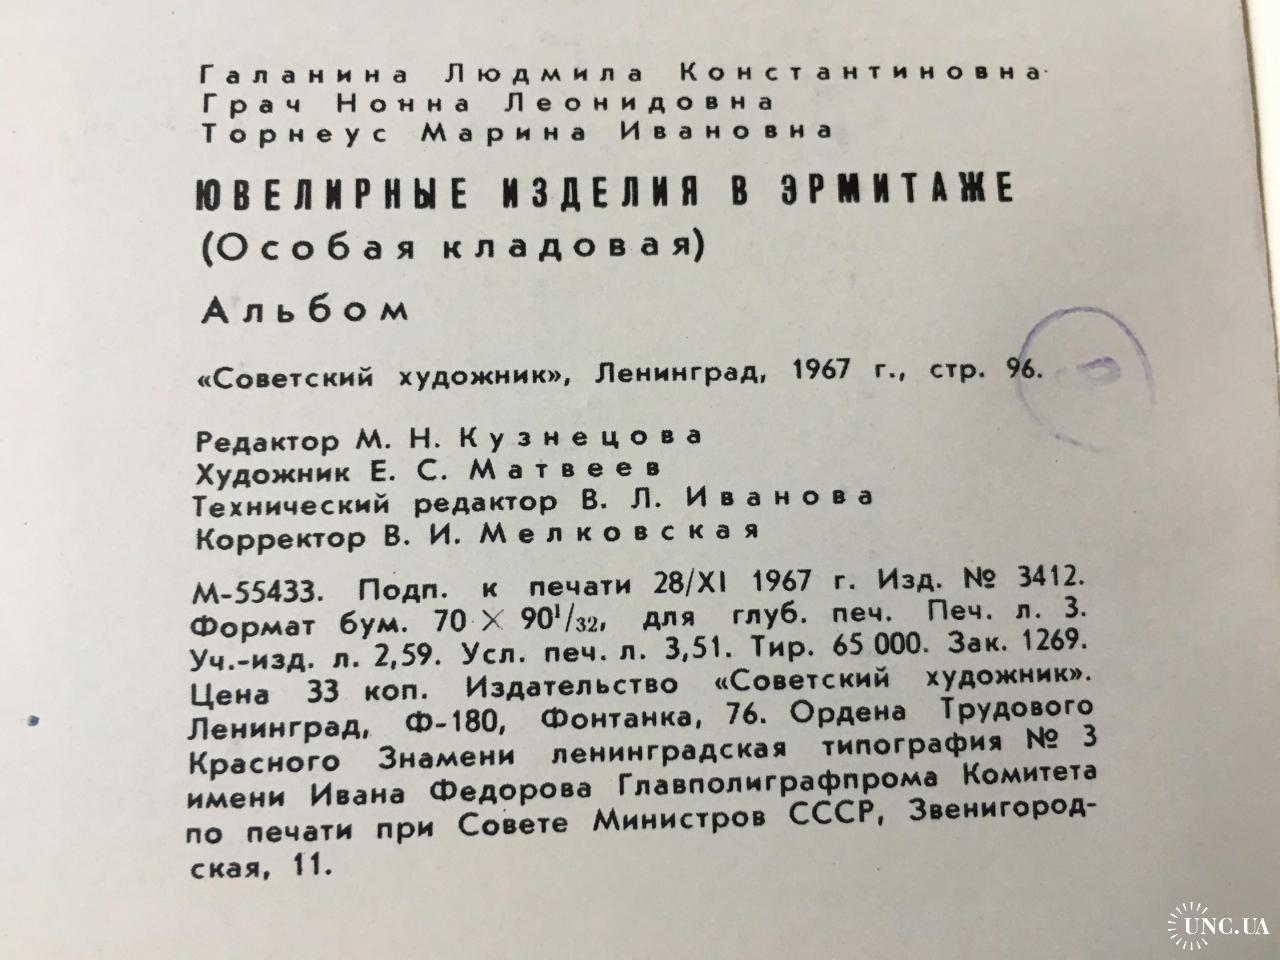 Галанина Людмила Константиновна
Грач Нонна Леонидовна
Торнеус Марина Ивановна
ЮВЕЛИРНЫЕ ИЗДЕЛИЯ В ЭРМИТАЖЕ
(Особая кладовая)
Альбом
«Советский художник», Ленинград, 1967 г., стр. 96.
Редактор М. Н. Кузнецова
Художник Е. С. Матвеев
Технический редактор В. Л. Иванова
Корректор В. И. Мелковская
М-55433. Подп. к печати 28/XI 1967 г. Изд. № 3412.
Формат бум. 70 × 90¹/₃₂, для глуб. печ. Печ. л. 3.
Уч.-изд. л. 2,59. Усл. печ. л. 3,51. Тир. 65 000. Зак. 1269.
Цена 33 коп. Издательство «Советский художник».
Ленинград, Ф-180, Фонтанка, 76. Ордена Трудового
Красного Знамени ленинградская типография № 3
имени Ивана Федорова Главполиграфпрома Комитета
по печати при Совете Министров СССР, Звенигород-
ская, 11.
UNC.UA